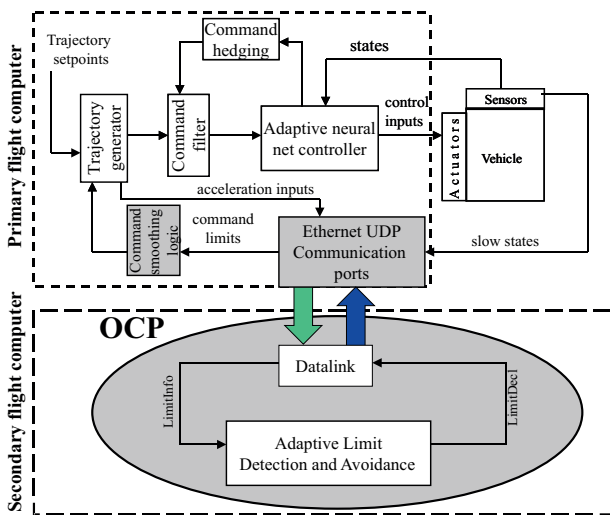 Primary flight computer
Trajectory
setpoints
Command
hedging
states
Trajectory
generator
Command
filter
Adaptive neural
net controller
control
inputs
Sensors
Actuators
Vehicle
acceleration inputs
Command
smoothing
logic
command
limits
Ethernet UDP
Communication
ports
slow states
Secondary flight computer
OCP
Datalink
LimitInfo
LimitDecl
Adaptive Limit
Detection and Avoidance